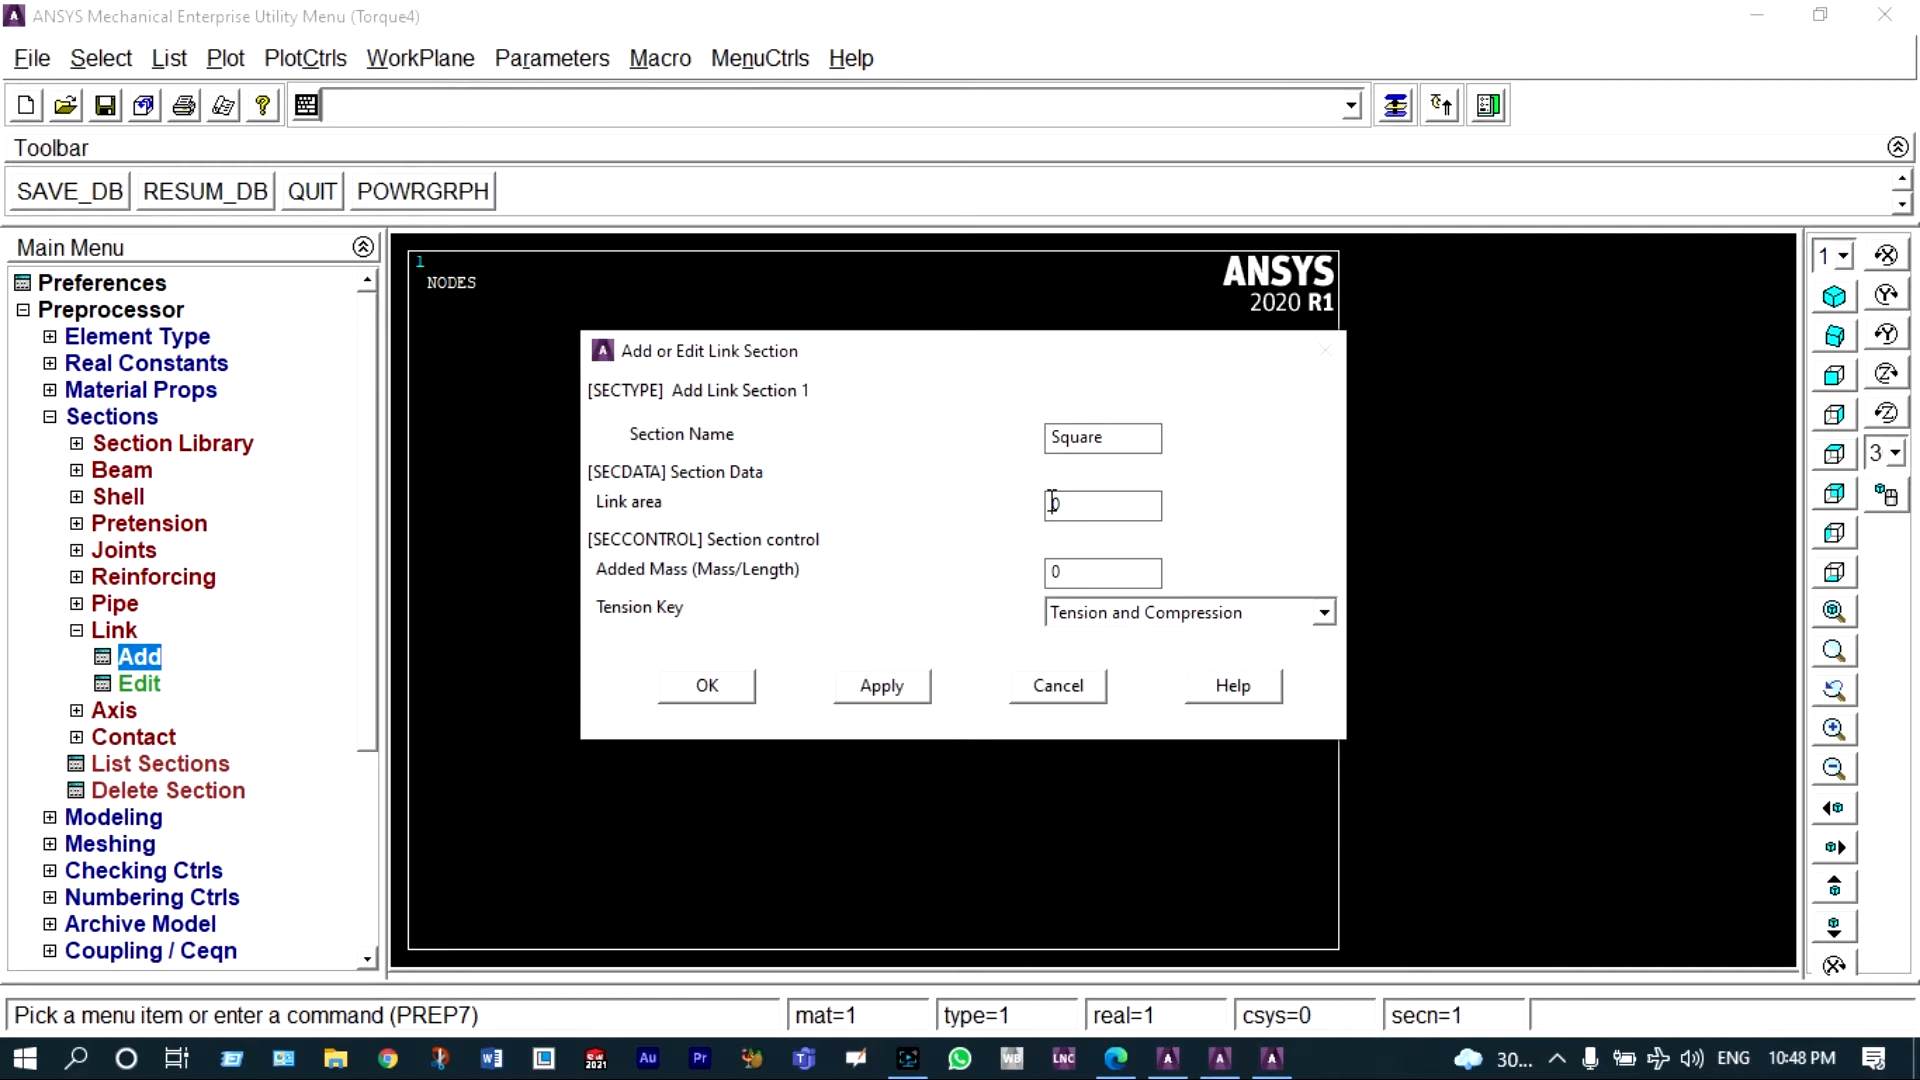 ANSYS Mechanical Enterprise Utility Menu (Torque4)
File Select List Plot PlotCtrls WorkPlane Parameters Macro MenuCtrls Help
Toolbar
SAVE_DB RESUM_DB QUIT POWRGRPH
Main Menu
Preferences
Preprocessor
Element Type
Real Constants
Material Props
Sections
Section Library
Beam
Shell
Pretension
Joints
Reinforcing
Pipe
Link
Add
Edit
Axis
Contact
List Sections
Delete Section
Modeling
Meshing
Checking Ctrls
Numbering Ctrls
Archive Model
Coupling / Ceqn
1
NODES
ANSYS
2020 R1
Add or Edit Link Section
[SECTYPE] Add Link Section 1
Section Name Square
[SECDATA] Section Data
Link area 0
[SECCONTROL] Section control
Added Mass (Mass/Length) 0
Tension Key Tension and Compression
OK Apply Cancel Help
1
3
Pick a menu item or enter a command (PREP7) mat=1 type=1 real=1 csys=0 secn=1
SW 2021 Au Pr WB LNC 30... ENG 10:48 PM